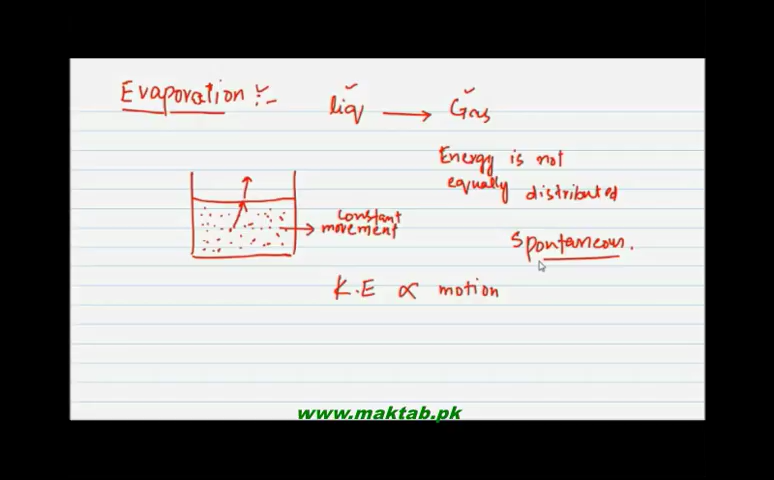 Evaporation :-
liq → Gas
Energy is not
equally distributed
constant
movement
Spontaneous.
K.E ∝ motion
www.maktab.pk